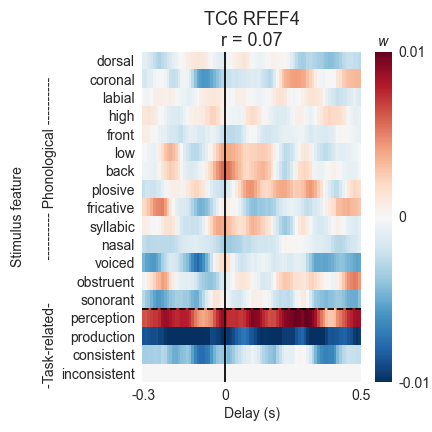 TC6 RFEF4
r = 0.07
w
Stimulus feature
-Task-related- ---------- Phonological ----------
dorsal
coronal
labial
high
front
low
back
plosive
fricative
syllabic
nasal
voiced
obstruent
sonorant
perception
production
consistent
inconsistent
-0.3 0 0.5
Delay (s)
0.01
0
-0.01